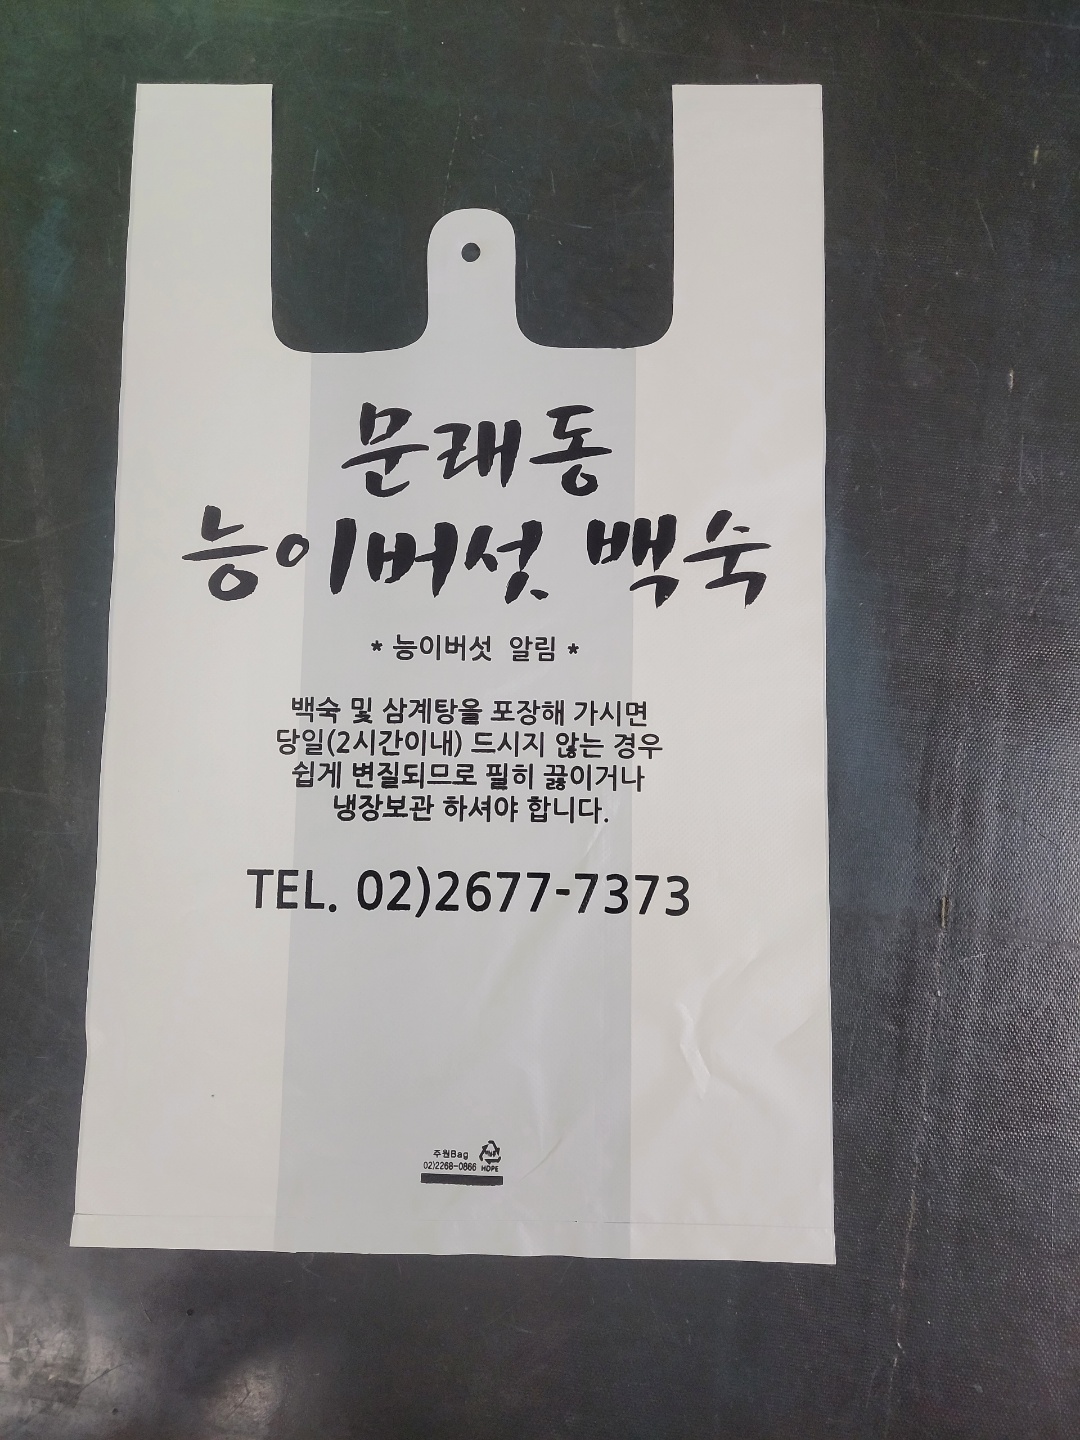 문래동
능이버섯 백숙
* 능이버섯 알림 *
백숙 및 삼계탕을 포장해 가시면
당일(2시간이내) 드시지 않는 경우
쉽게 변질되므로 필히 끓이거나
냉장보관 하셔야 합니다.
TEL. 02)2677-7373
주원Bag
02)2268-0866 HDPE